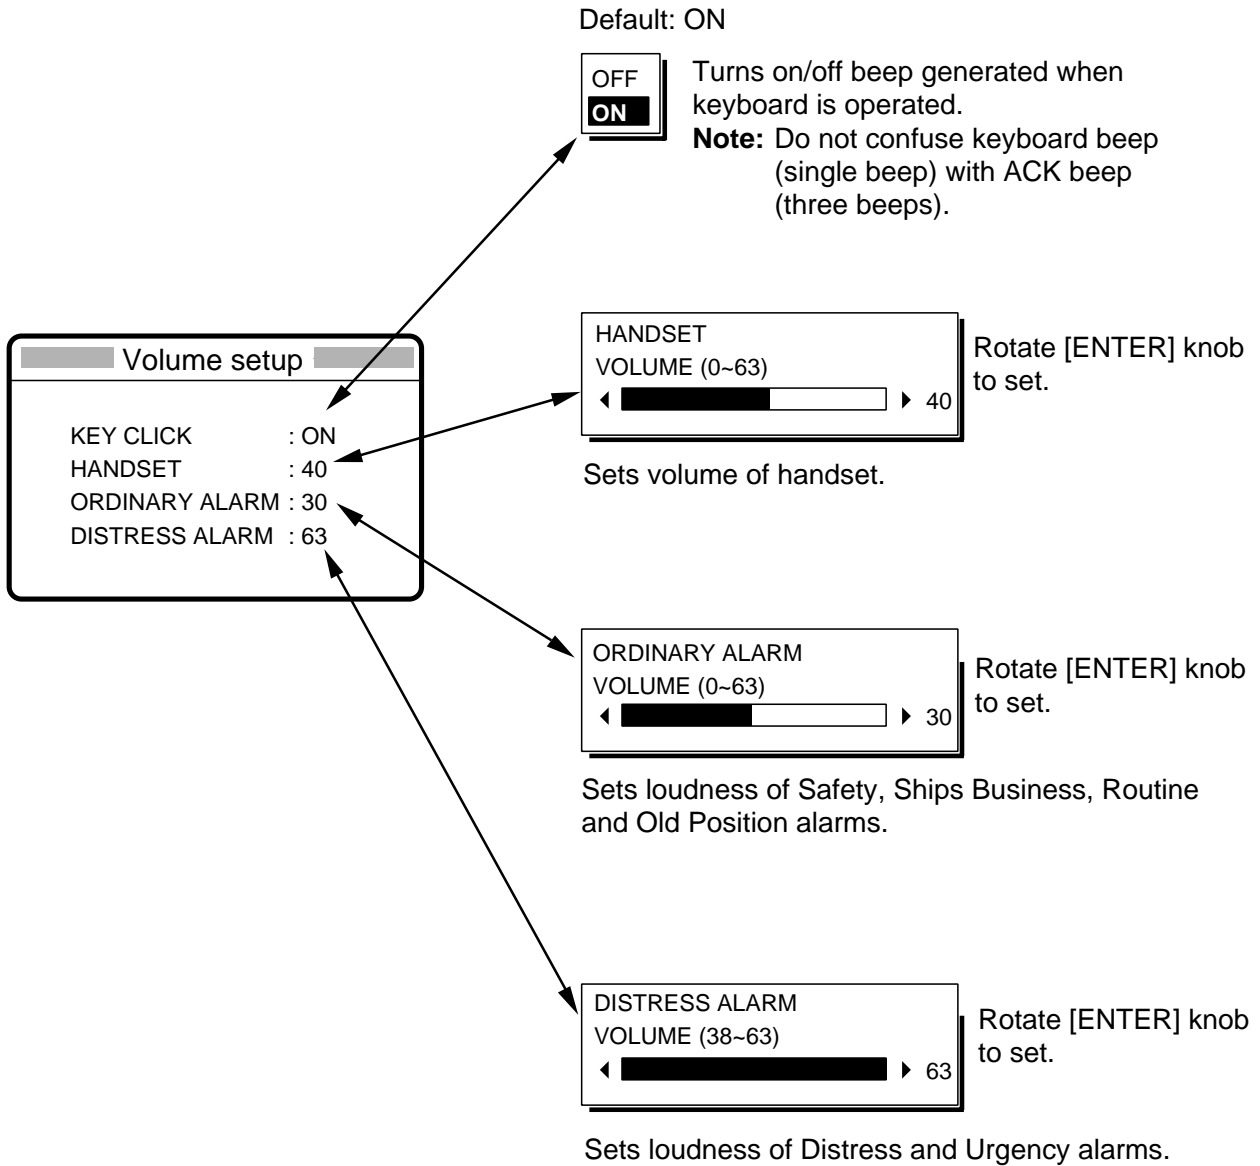 Default: ON
OFF
ON
Turns on/off beep generated when
keyboard is operated.
Note: Do not confuse keyboard beep
(single beep) with ACK beep
(three beeps).
Volume setup
KEY CLICK : ON
HANDSET : 40
ORDINARY ALARM : 30
DISTRESS ALARM : 63
HANDSET
VOLUME (0~63)
40
Rotate [ENTER] knob
to set.
Sets volume of handset.
ORDINARY ALARM
VOLUME (0~63)
30
Rotate [ENTER] knob
to set.
Sets loudness of Safety, Ships Business, Routine
and Old Position alarms.
DISTRESS ALARM
VOLUME (38~63)
63
Rotate [ENTER] knob
to set.
Sets loudness of Distress and Urgency alarms.